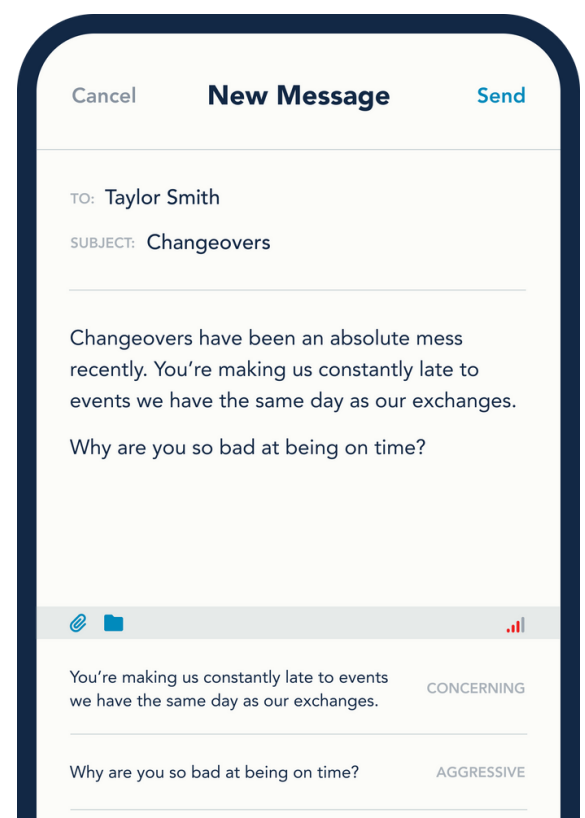 Cancel New Message Send
TO: Taylor Smith
SUBJECT: Changeovers
Changeovers have been an absolute mess
recently. You’re making us constantly late to
events we have the same day as our exchanges.
Why are you so bad at being on time?
You’re making us constantly late to events
we have the same day as our exchanges.
CONCERNING
Why are you so bad at being on time?
AGGRESSIVE